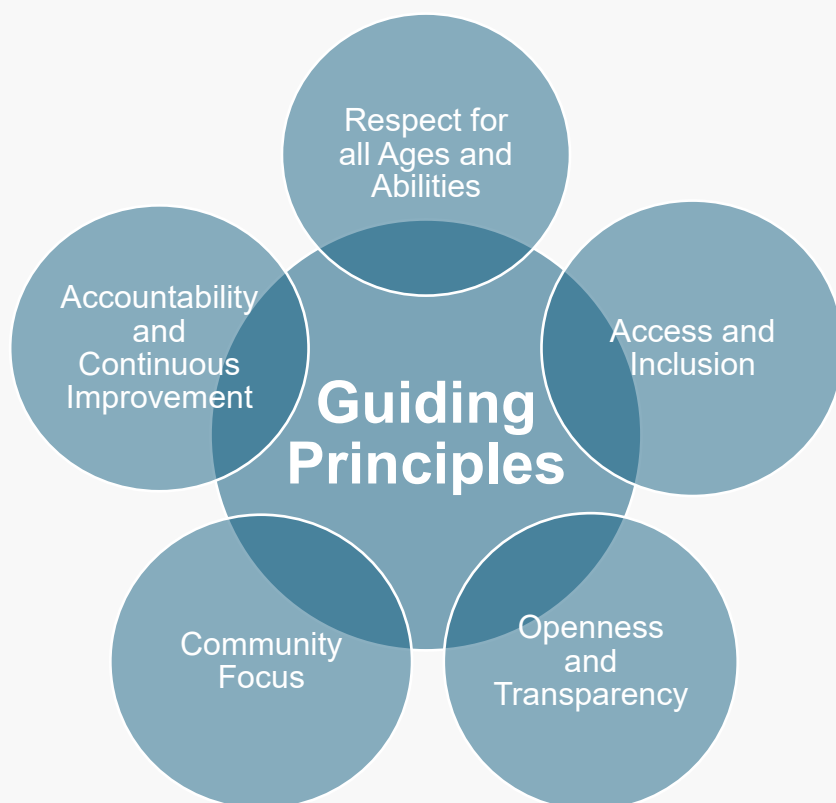 Respect for
all Ages and
Abilities
Accountability
and
Continuous
Improvement
Access and
Inclusion
Guiding
Principles
Community
Focus
Openness
and
Transparency